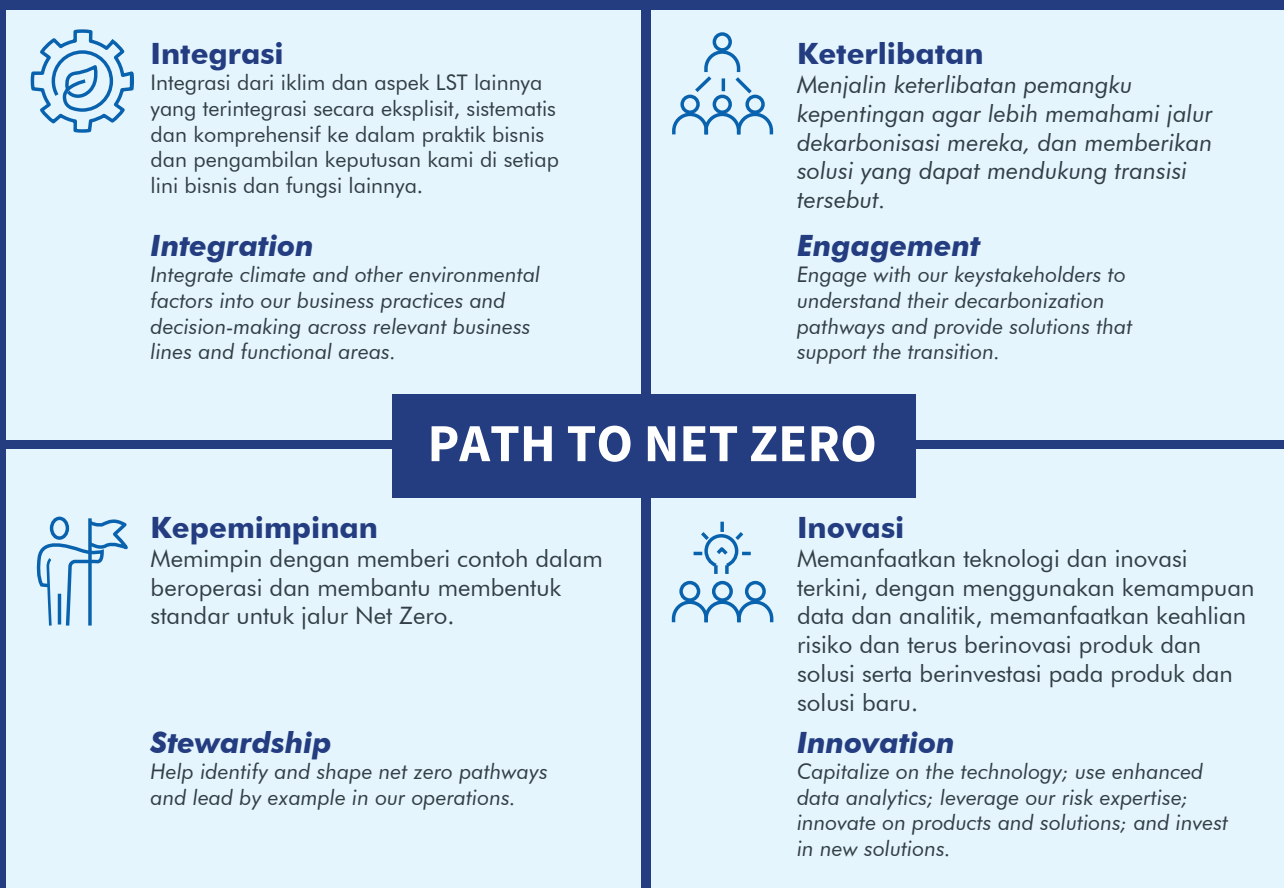 Integrasi
Integrasi dari iklim dan aspek LST lainnya
yang terintegrasi secara eksplisit, sistematis
dan komprehensif ke dalam praktik bisnis
dan pengambilan keputusan kami di setiap
lini bisnis dan fungsi lainnya.
Integration
Integrate climate and other environmental
factors into our business practices and
decision-making across relevant business
lines and functional areas.
Keterlibatan
Menjalin keterlibatan pemangku
kepentingan agar lebih memahami jalur
dekarbonisasi mereka, dan memberikan
solusi yang dapat mendukung transisi
tersebut.
Engagement
Engage with our keystakeholders to
understand their decarbonization
pathways and provide solutions that
support the transition.
PATH TO NET ZERO
Kepemimpinan
Memimpin dengan memberi contoh dalam
beroperasi dan membantu membentuk
standar untuk jalur Net Zero.
Stewardship
Help identify and shape net zero pathways
and lead by example in our operations.
Inovasi
Memanfaatkan teknologi dan inovasi
terkini, dengan menggunakan kemampuan
data dan analitik, memanfaatkan keahlian
risiko dan terus berinovasi produk dan
solusi serta berinvestasi pada produk dan
solusi baru.
Innovation
Capitalize on the technology; use enhanced
data analytics; leverage our risk expertise;
innovate on products and solutions; and invest
in new solutions.